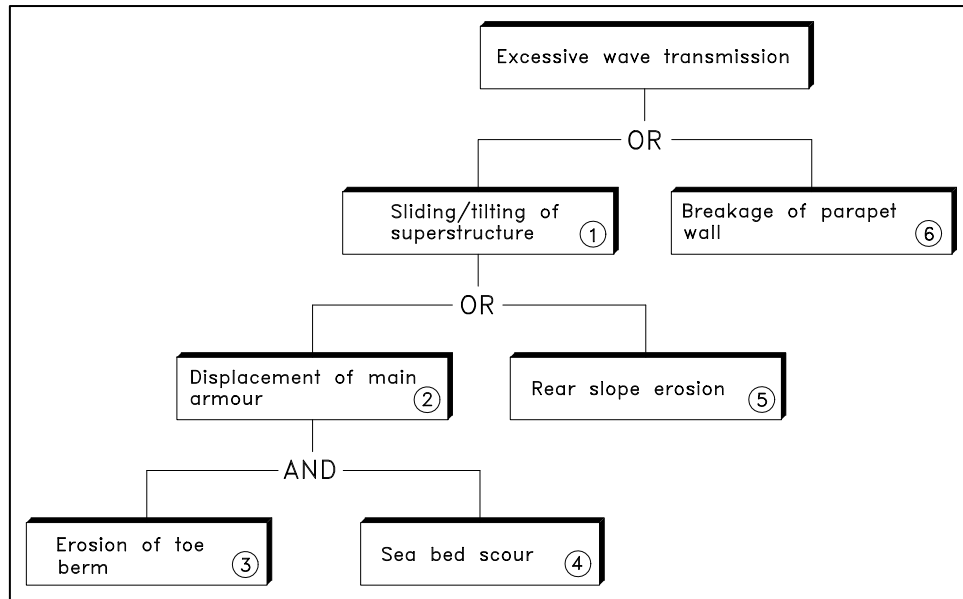 Excessive wave transmission
OR
Sliding/tilting of
superstructure
1
Breakage of parapet
wall
6
OR
Displacement of main
armour
2
Rear slope erosion
5
AND
Erosion of toe
berm
3
Sea bed scour
4